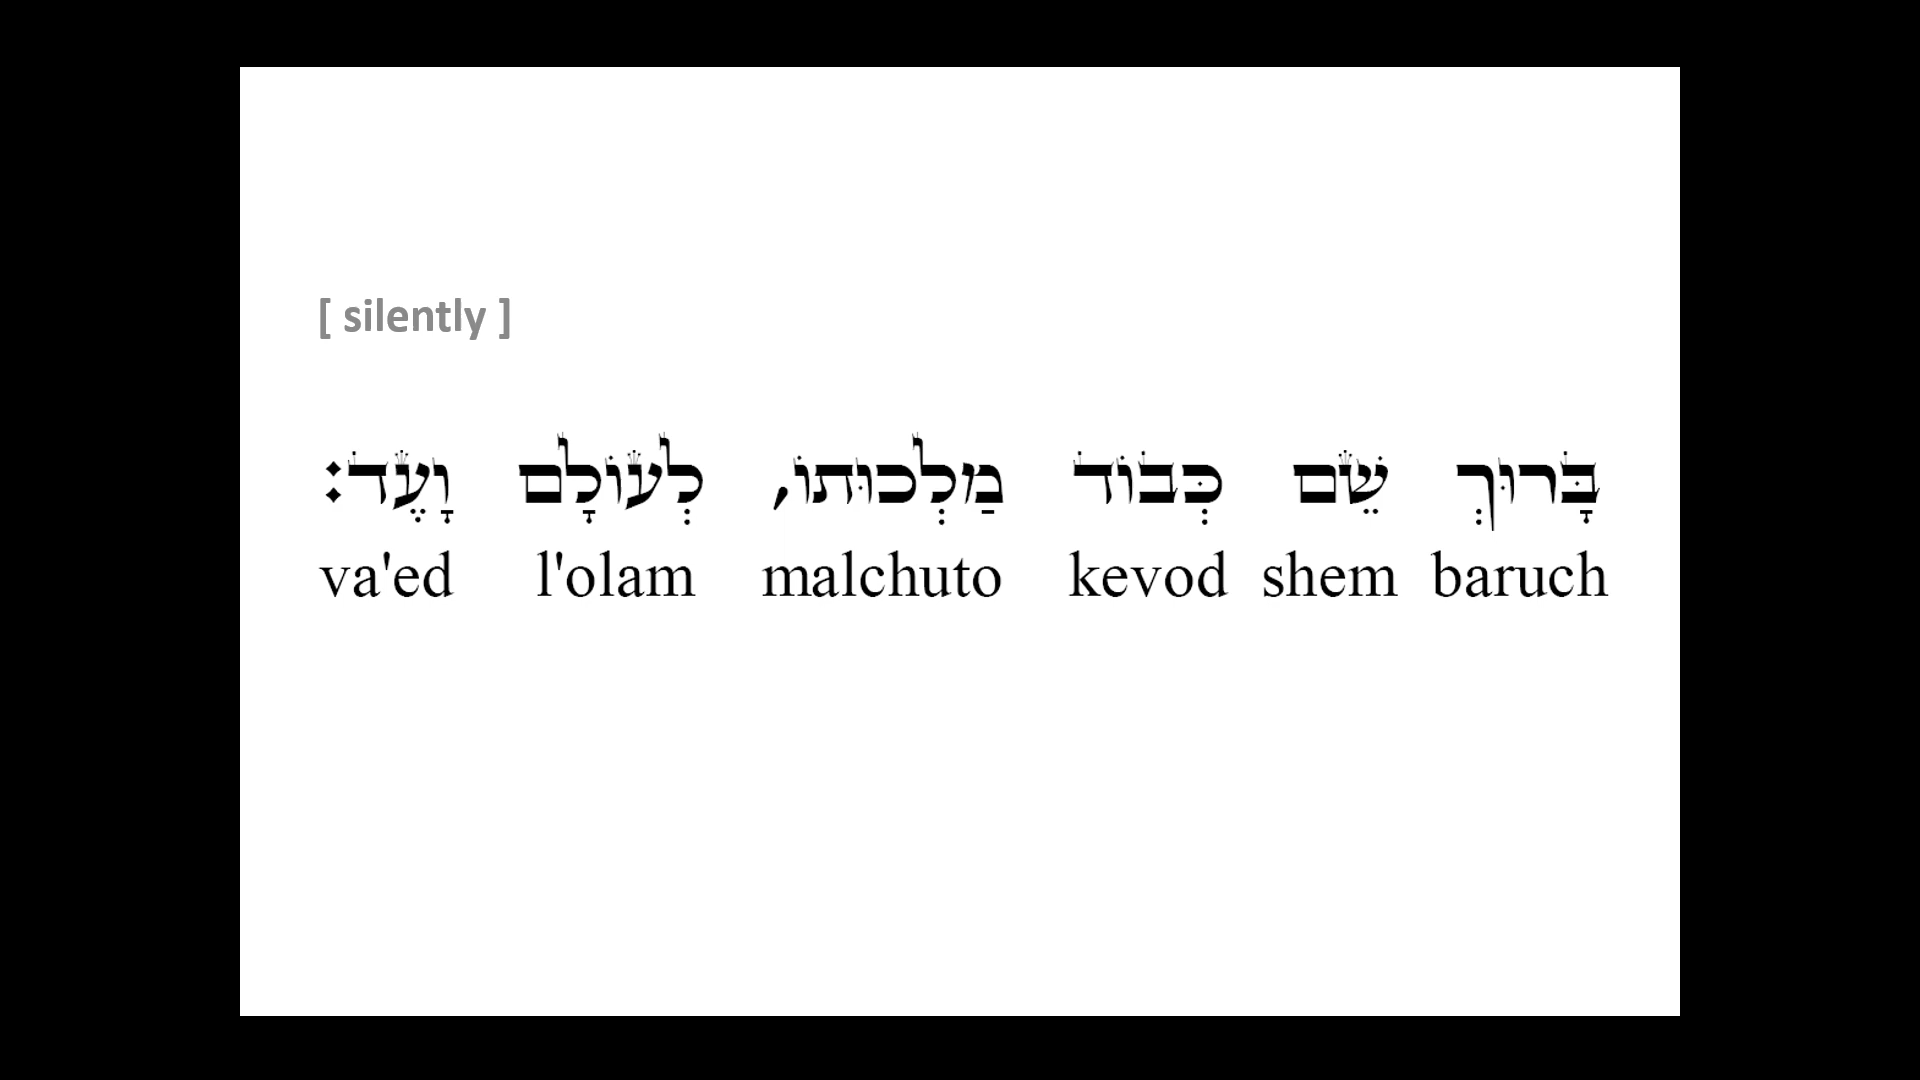 [ silently ]
בָּרוּךְ שֵׁם כְּבוֹד מַלְכוּתוֹ, לְעוֹלָם וָעֶד:
va'ed l'olam malchuto kevod shem baruch